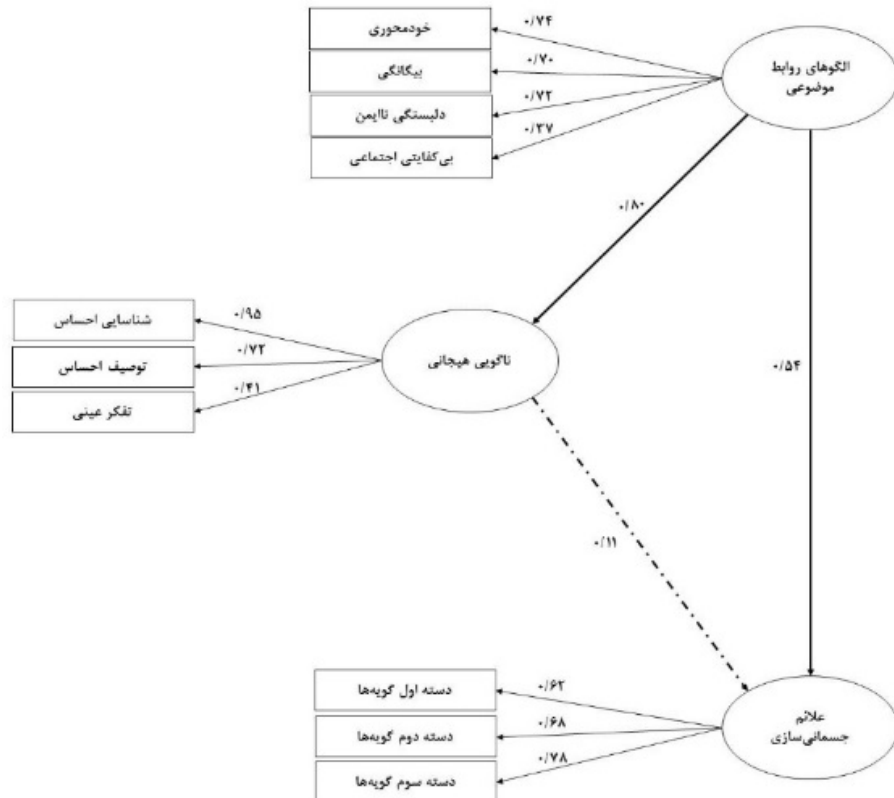 ۰/۷۴
خودمحوری
الگوهای روابط
موضوعی
۰/۷۰
بیگانگی
۰/۷۲
دلبستگی ناایمن
۰/۳۷
بی‌کفایتی اجتماعی
۰/۸۰
۰/۹۵
شناسایی احساس
ناگویی هیجانی
۰/۷۲
توصیف احساس
۰/۴۱
تفکر عینی
۰/۵۴
۰/۱۱
۰/۶۲
دسته اول گویه‌ها
علائم
جسمانی‌سازی
۰/۶۸
دسته دوم گویه‌ها
۰/۷۸
دسته سوم گویه‌ها